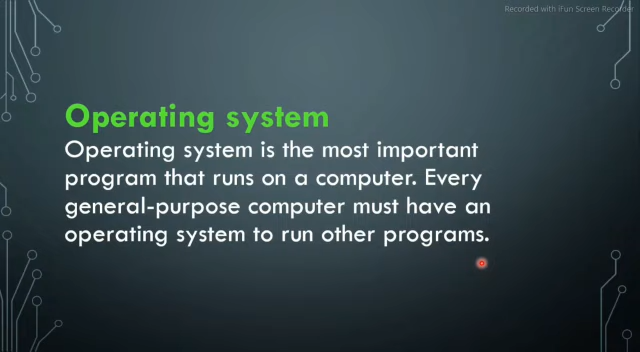 Recorded with iFun Screen Recorder
Operating system
Operating system is the most important
program that runs on a computer. Every
general-purpose computer must have an
operating system to run other programs.